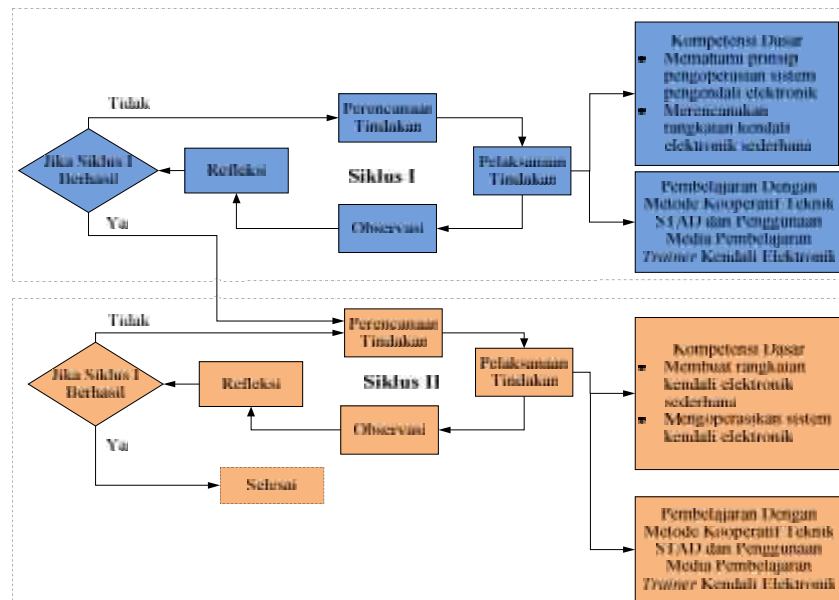 Tidak
Perencanaan
Tindakan
Jika Siklus I
Berhasil
Refleksi
Siklus I
Pelaksanaan
Tindakan
Observasi
Ya
Kompetensi Dasar
Memahami prinsip
pengoperasian sistem
pengendali elektronik
Merencanakan
rangkaian kendali
elektronik sederhana
Pembelajaran Dengan
Metode Kooperatif Teknik
STAD dan Penggunaan
Media Pembelajaran
Trainer Kendali Elektronik
Tidak
Perencanaan
Tindakan
Jika Siklus I
Berhasil
Refleksi
Siklus II
Pelaksanaan
Tindakan
Observasi
Ya
Selesai
Kompetensi Dasar
Membuat rangkaian
kendali elektronik
sederhana
Mengoperasikan sistem
kendali elektronik
Pembelajaran Dengan
Metode Kooperatif Teknik
STAD dan Penggunaan
Media Pembelajaran
Trainer Kendali Elektronik